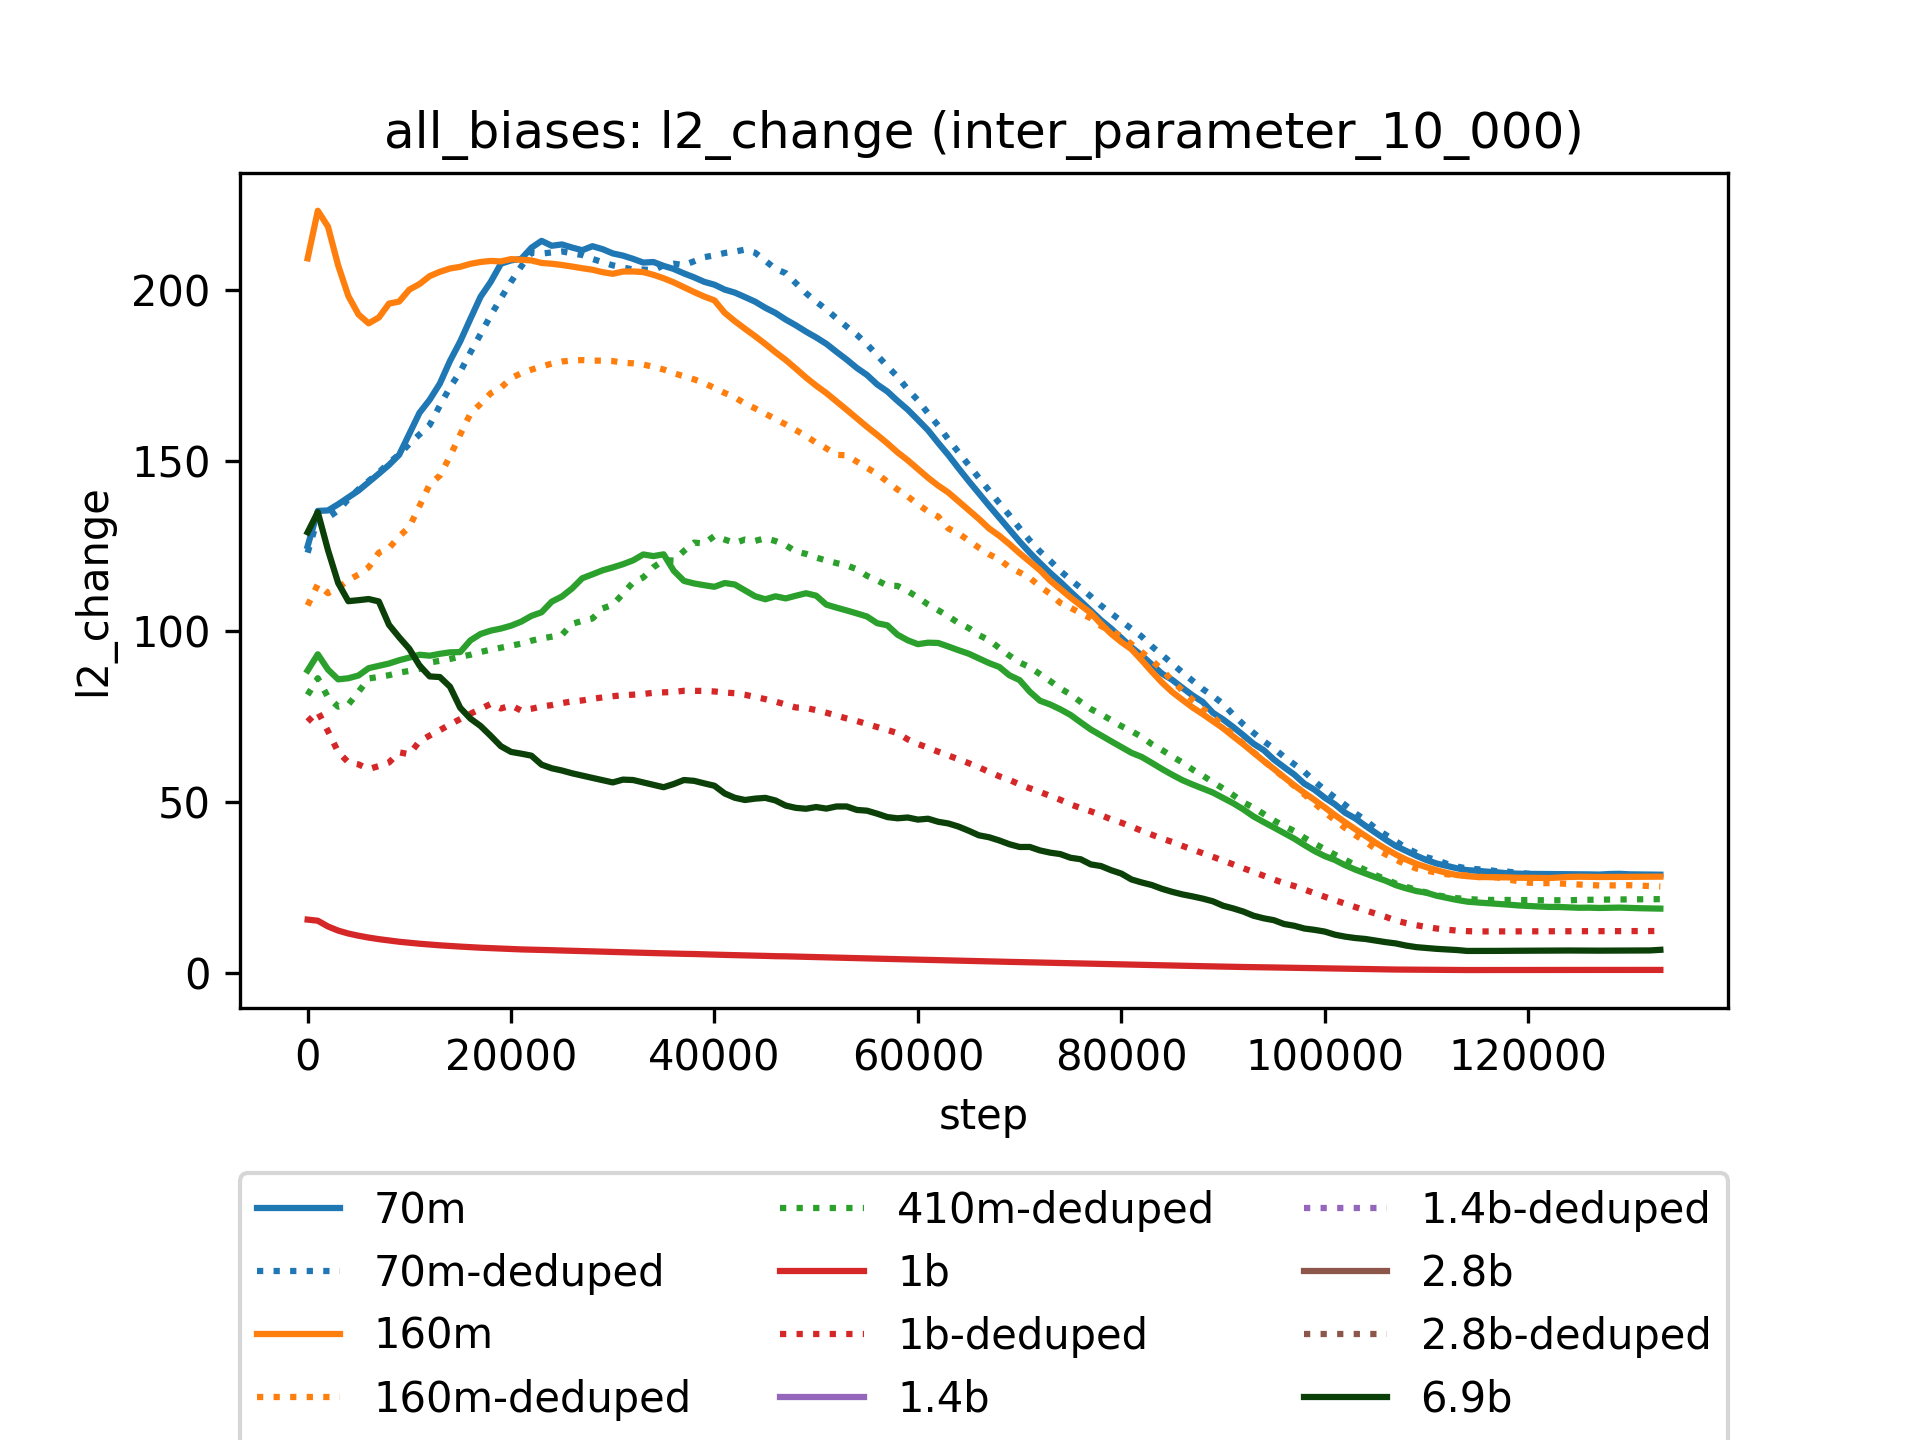 all_biases: l2_change (inter_parameter_10_000)
l2_change
200
150
100
50
0
0 20000 40000 60000 80000 100000 120000
step
70m
70m-deduped
160m
160m-deduped
410m-deduped
1b
1b-deduped
1.4b
1.4b-deduped
2.8b
2.8b-deduped
6.9b